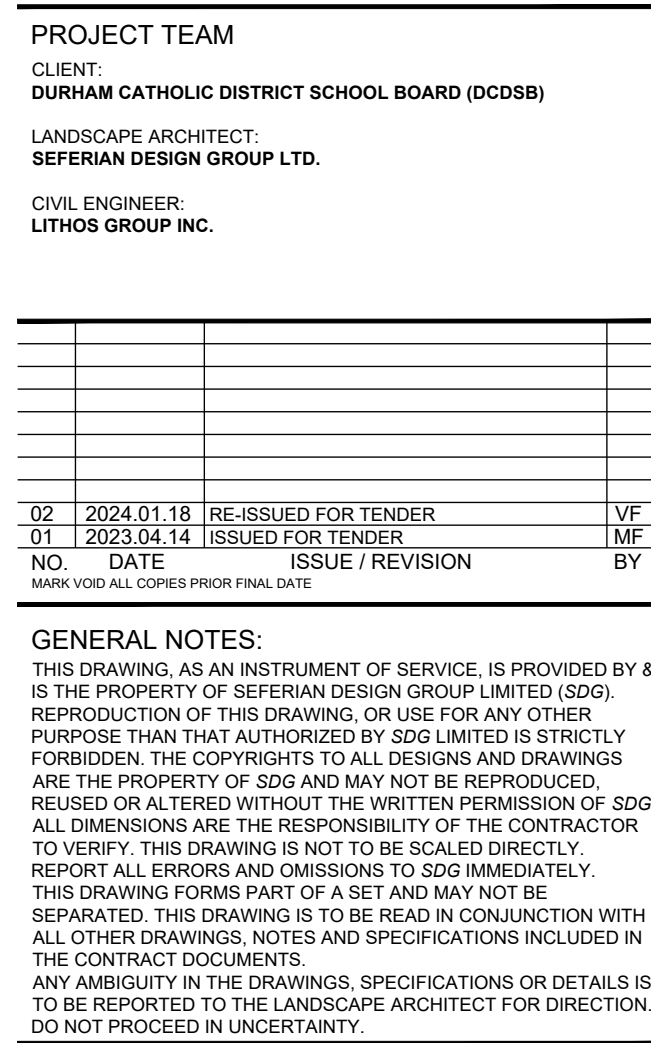 PROJECT TEAM
CLIENT:
DURHAM CATHOLIC DISTRICT SCHOOL BOARD (DCDSB)
LANDSCAPE ARCHITECT:
SEFERIAN DESIGN GROUP LTD.
CIVIL ENGINEER:
LITHOS GROUP INC.
02 2024.01.18 RE-ISSUED FOR TENDER VF
01 2023.04.14 ISSUED FOR TENDER MF
NO. DATE ISSUE / REVISION BY
MARK VOID ALL COPIES PRIOR FINAL DATE
GENERAL NOTES:
THIS DRAWING, AS AN INSTRUMENT OF SERVICE, IS PROVIDED BY &
IS THE PROPERTY OF SEFERIAN DESIGN GROUP LIMITED (SDG).
REPRODUCTION OF THIS DRAWING, OR USE FOR ANY OTHER
PURPOSE THAN THAT AUTHORIZED BY SDG LIMITED IS STRICTLY
FORBIDDEN. THE COPYRIGHTS TO ALL DESIGNS AND DRAWINGS
ARE THE PROPERTY OF SDG AND MAY NOT BE REPRODUCED,
REUSED OR ALTERED WITHOUT THE WRITTEN PERMISSION OF SDG
ALL DIMENSIONS ARE THE RESPONSIBILITY OF THE CONTRACTOR
TO VERIFY. THIS DRAWING IS NOT TO BE SCALED DIRECTLY.
REPORT ALL ERRORS AND OMISSIONS TO SDG IMMEDIATELY.
THIS DRAWING FORMS PART OF A SET AND MAY NOT BE
SEPARATED. THIS DRAWING IS TO BE READ IN CONJUNCTION WITH
ALL OTHER DRAWINGS, NOTES AND SPECIFICATIONS INCLUDED IN
THE CONTRACT DOCUMENTS.
ANY AMBIGUITY IN THE DRAWINGS, SPECIFICATIONS OR DETAILS IS
TO BE REPORTED TO THE LANDSCAPE ARCHITECT FOR DIRECTION.
DO NOT PROCEED IN UNCERTAINTY.